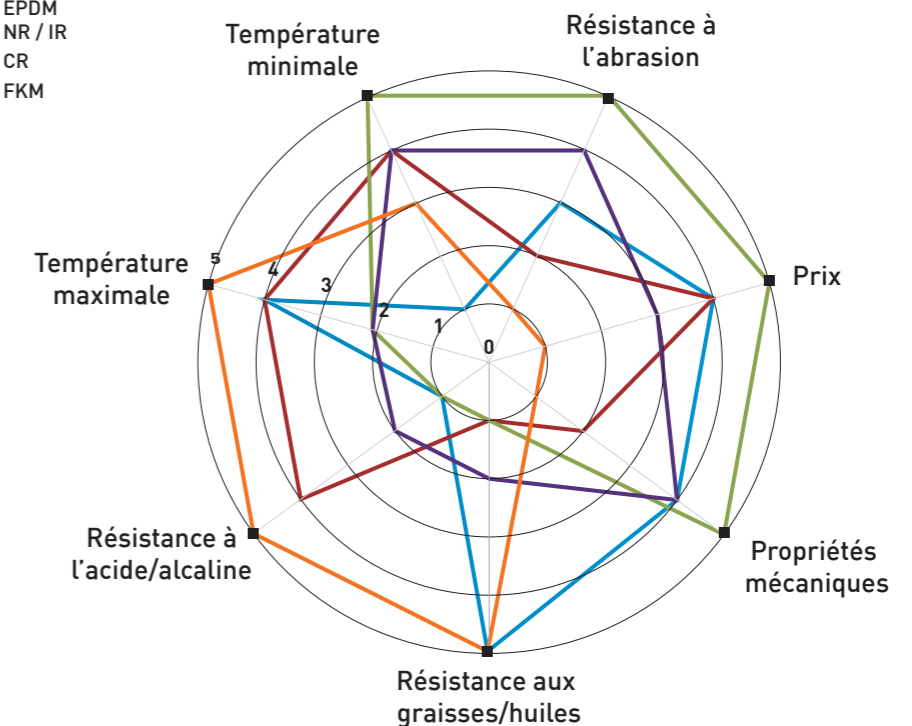 EPDM
NR / IR
CR
FKM
Température
minimale
Résistance à
l’abrasion
Température
maximale
Prix
5
4
3
2
1
0
Résistance à
l’acide/alcaline
Propriétés
mécaniques
Résistance aux
graisses/huiles